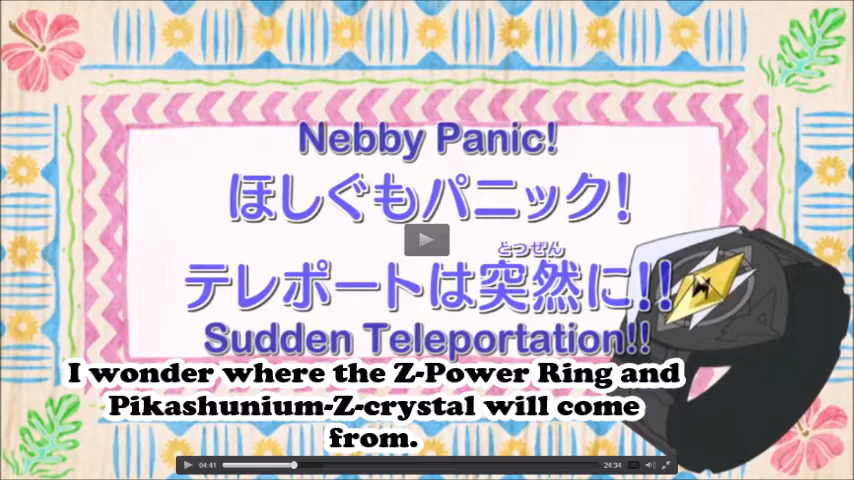 Nebby Panic!
ほしぐもパニック!
とつぜん
テレポートは突然に!!
Sudden Teleportation!!
I wonder where the Z-Power Ring and
Pikashunium-Z-crystal will come
from.
04:41
24:34